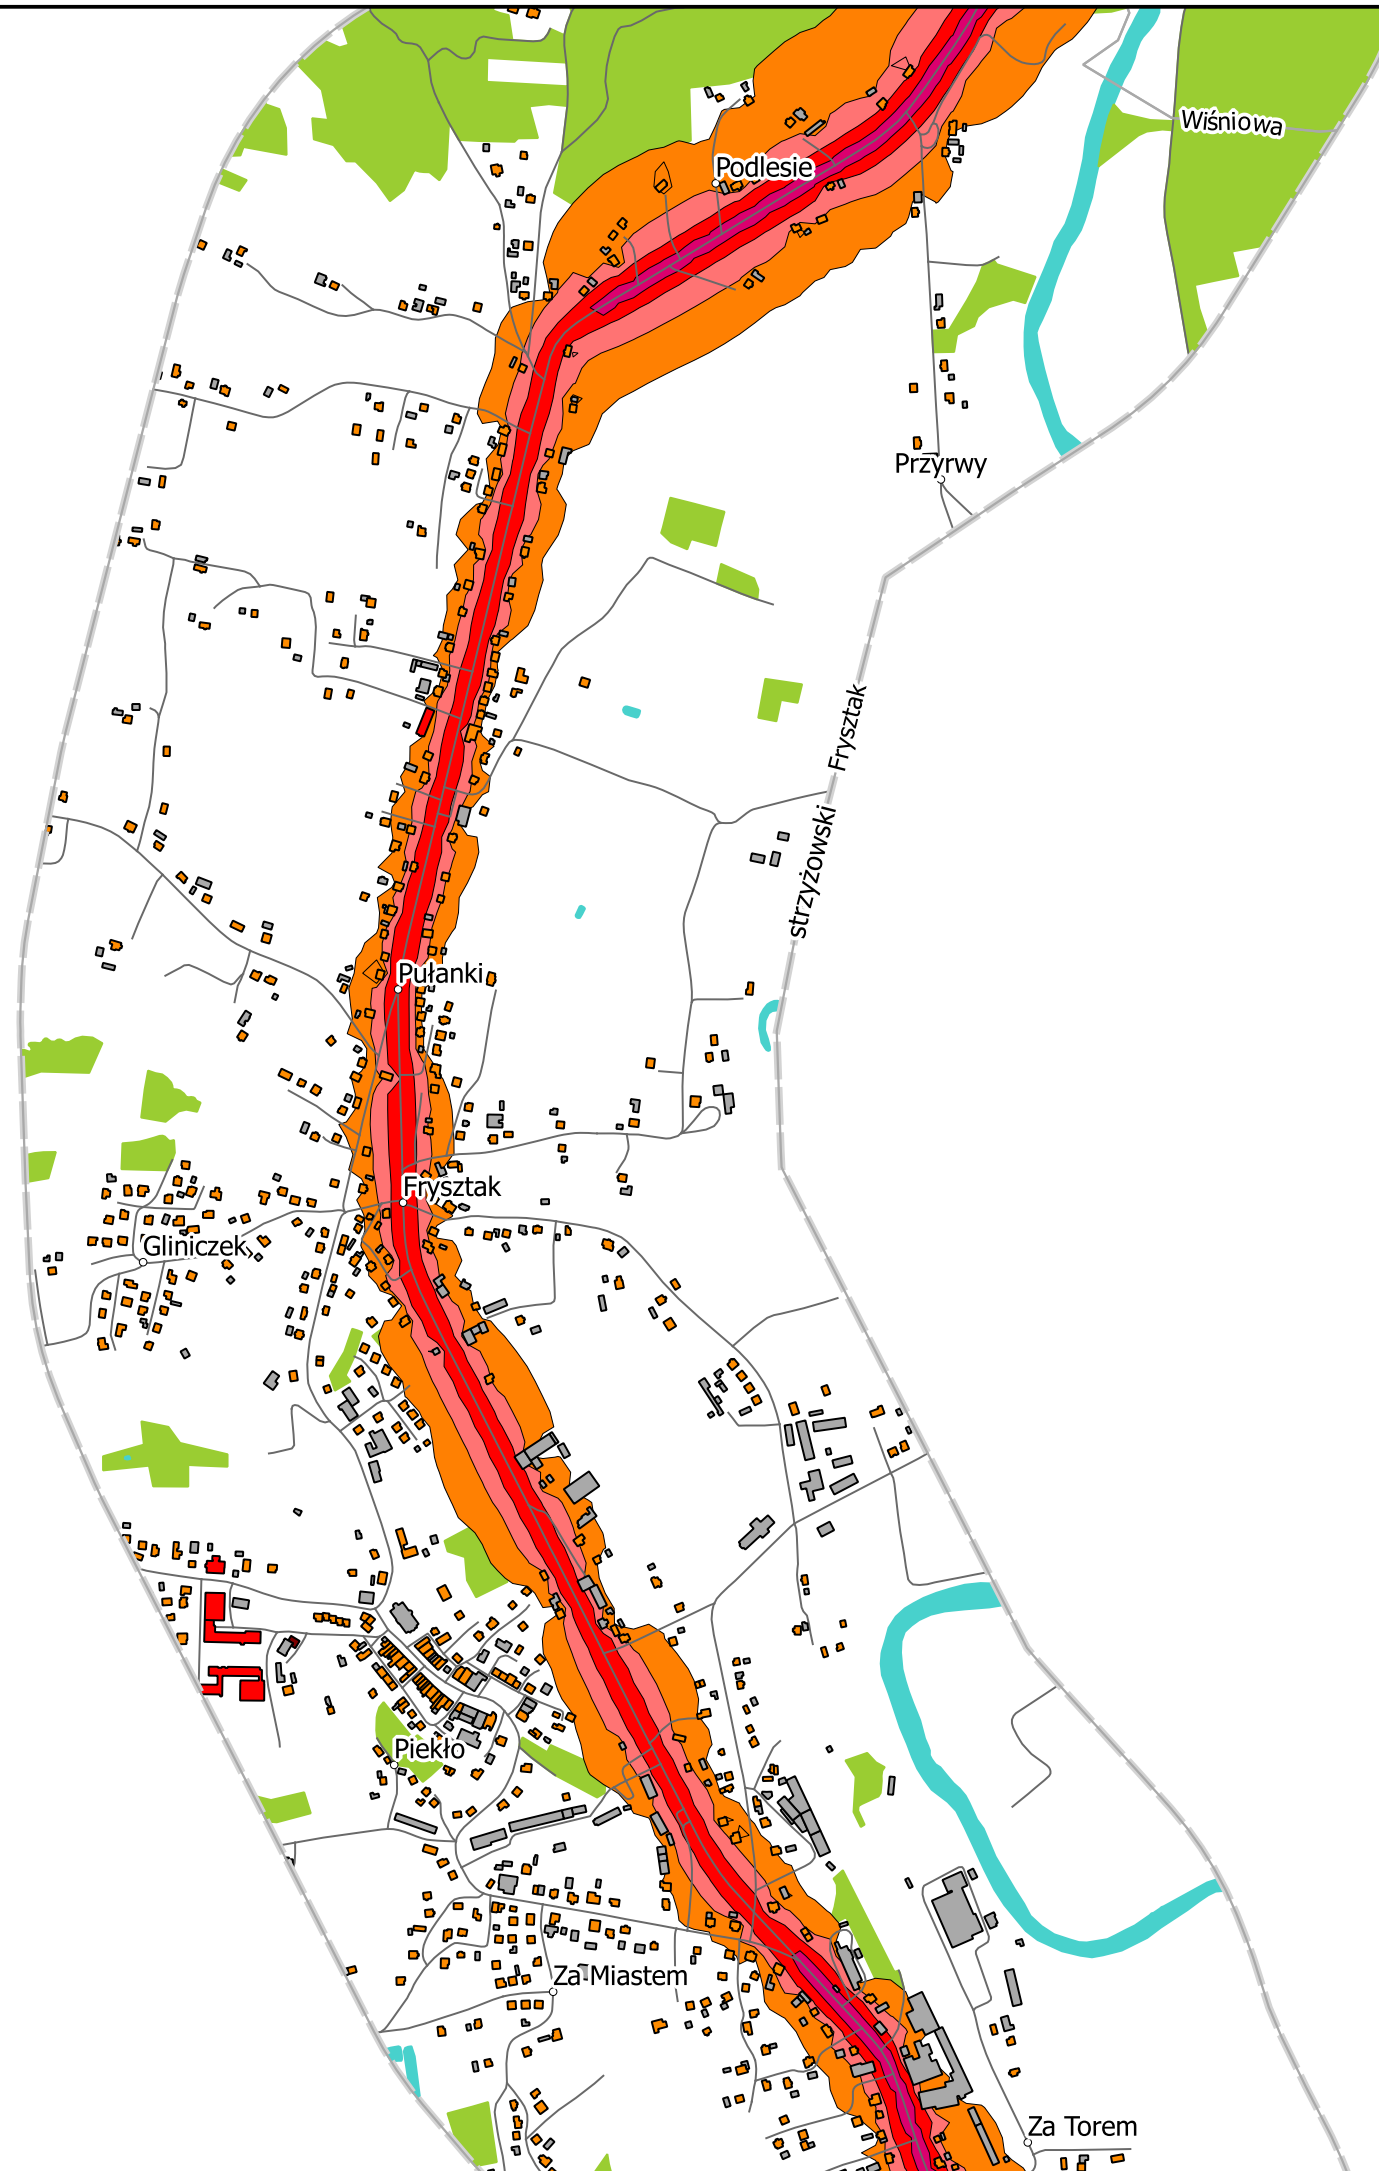 Wiśniowa
Podlesie
Przyrwy
Frysztak
strzyżowski
Pułanki
Frysztak
Gliniczek
Piekło
Za Miastem
Za Torem